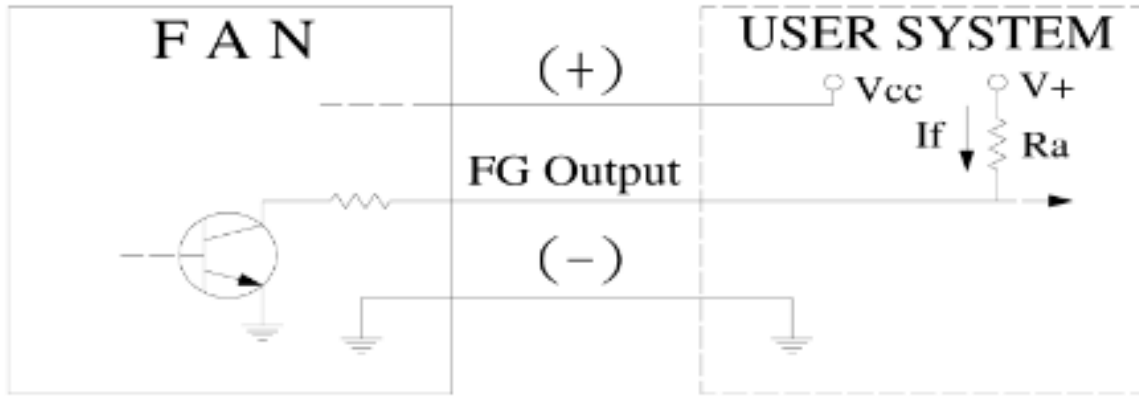 F A N
USER SYSTEM
(+)
Vcc
V+
If
Ra
FG Output
(−)